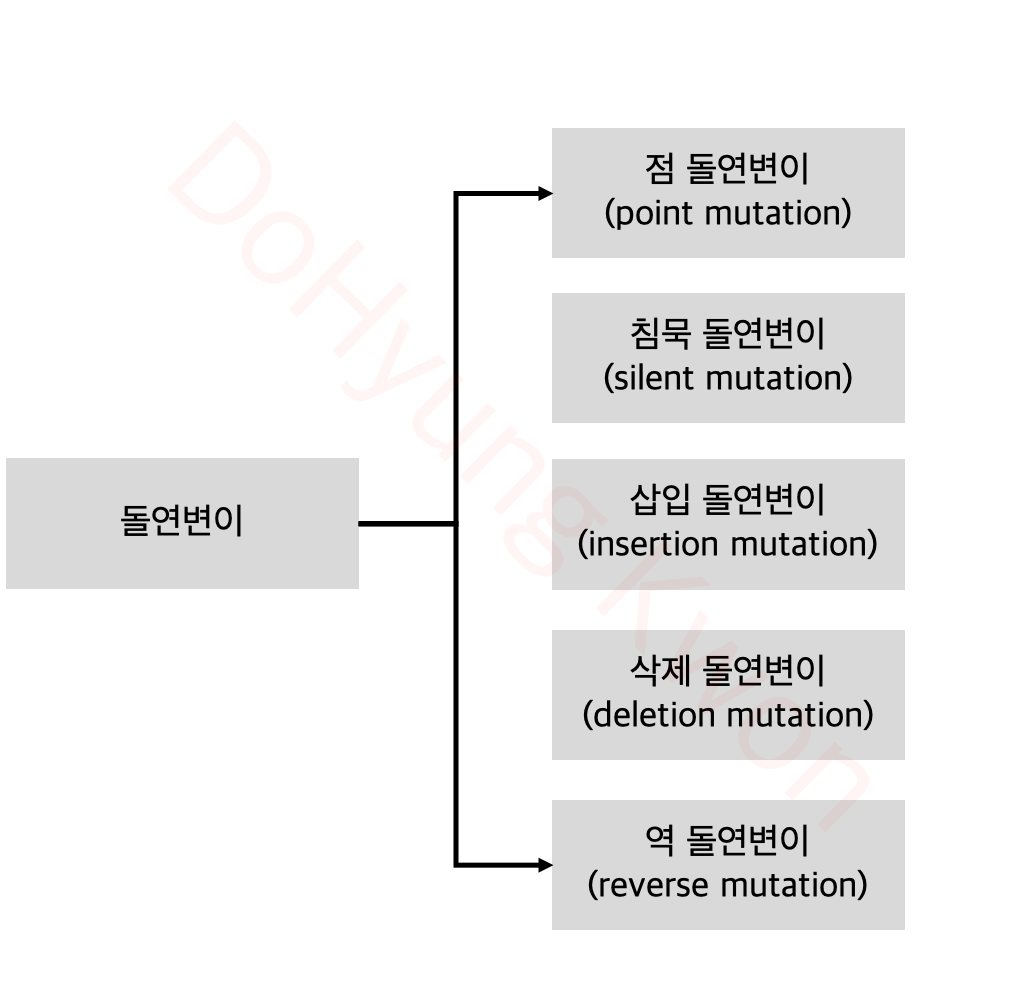 돌연변이
점 돌연변이
(point mutation)
침묵 돌연변이
(silent mutation)
삽입 돌연변이
(insertion mutation)
삭제 돌연변이
(deletion mutation)
역 돌연변이
(reverse mutation)
DoHyung Kwon